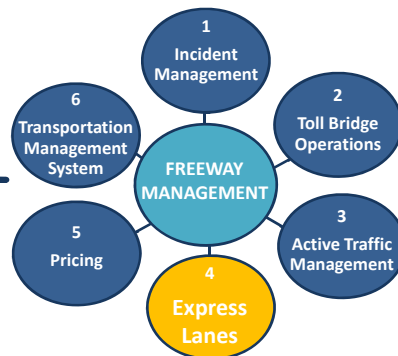 1
Incident
Management
2
Toll Bridge
Operations
3
Active Traffic
Management
4
Express
Lanes
5
Pricing
6
Transportation
Management
System
FREEWAY
MANAGEMENT